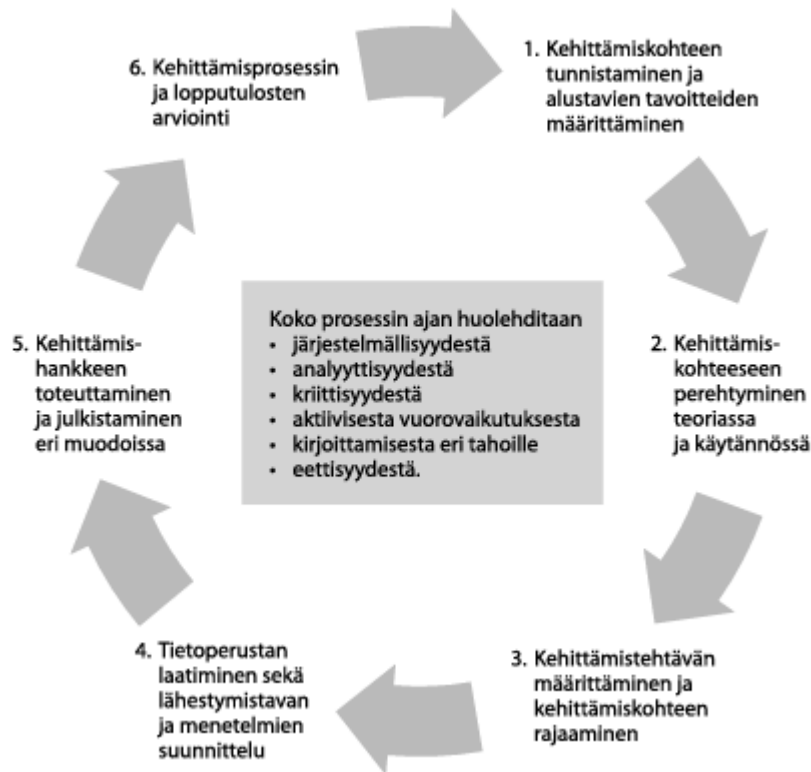 1. Kehittämiskohteen
tunnistaminen ja
alustavien tavoitteiden
määrittäminen
2. Kehittämis-
kohteeseen
perehtyminen
teoriassa
ja käytännössä
3. Kehittämistehtävän
määrittäminen ja
kehittämiskohteen
rajaaminen
4. Tietoperustan
laatiminen sekä
lähestymistavan
ja menetelmien
suunnittelu
5. Kehittämis-
hankkeen
toteuttaminen
ja julkistaminen
eri muodoissa
6. Kehittämisprosessin
ja lopputulosten
arviointi
Koko prosessin ajan huolehditaan
• järjestelmällisyydestä
• analyyttisyydestä
• kriittisyydestä
• aktiivisesta vuorovaikutuksesta
• kirjoittamisesta eri tahoille
• eettisyydestä.